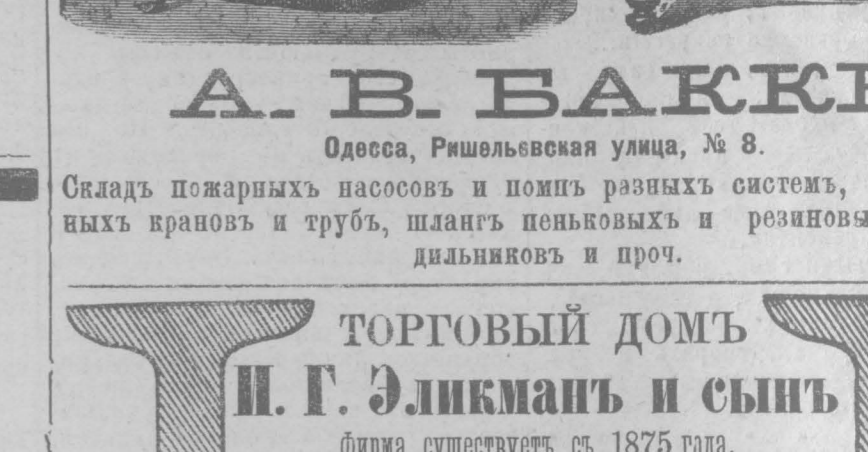 А. В. БАКК
Одесса, Ришельевская улица, № 8.
Складъ пожарныхъ насосовъ и помпъ разныхъ системъ,
ныхъ крановъ и трубъ, шлангъ пеньковыхъ и резиновы
дильниковъ и проч.
ТОРГОВЫЙ ДОМЪ
И. Г. Эликманъ и сынъ
Фирма существуетъ съ 1875 года.